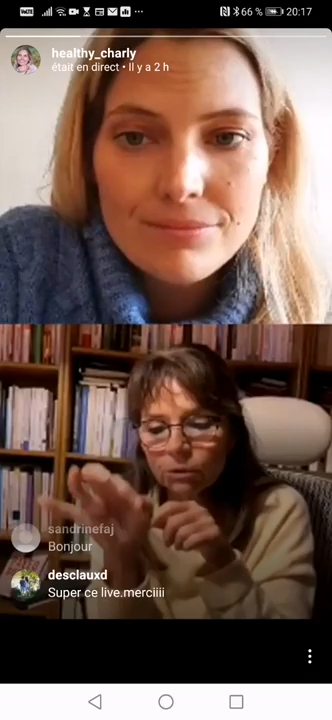 66 %
20:17
healthy_charly
était en direct • Il y a 2 h
sandrinefaj
Bonjour
desclauxd
Super ce live.merciiii